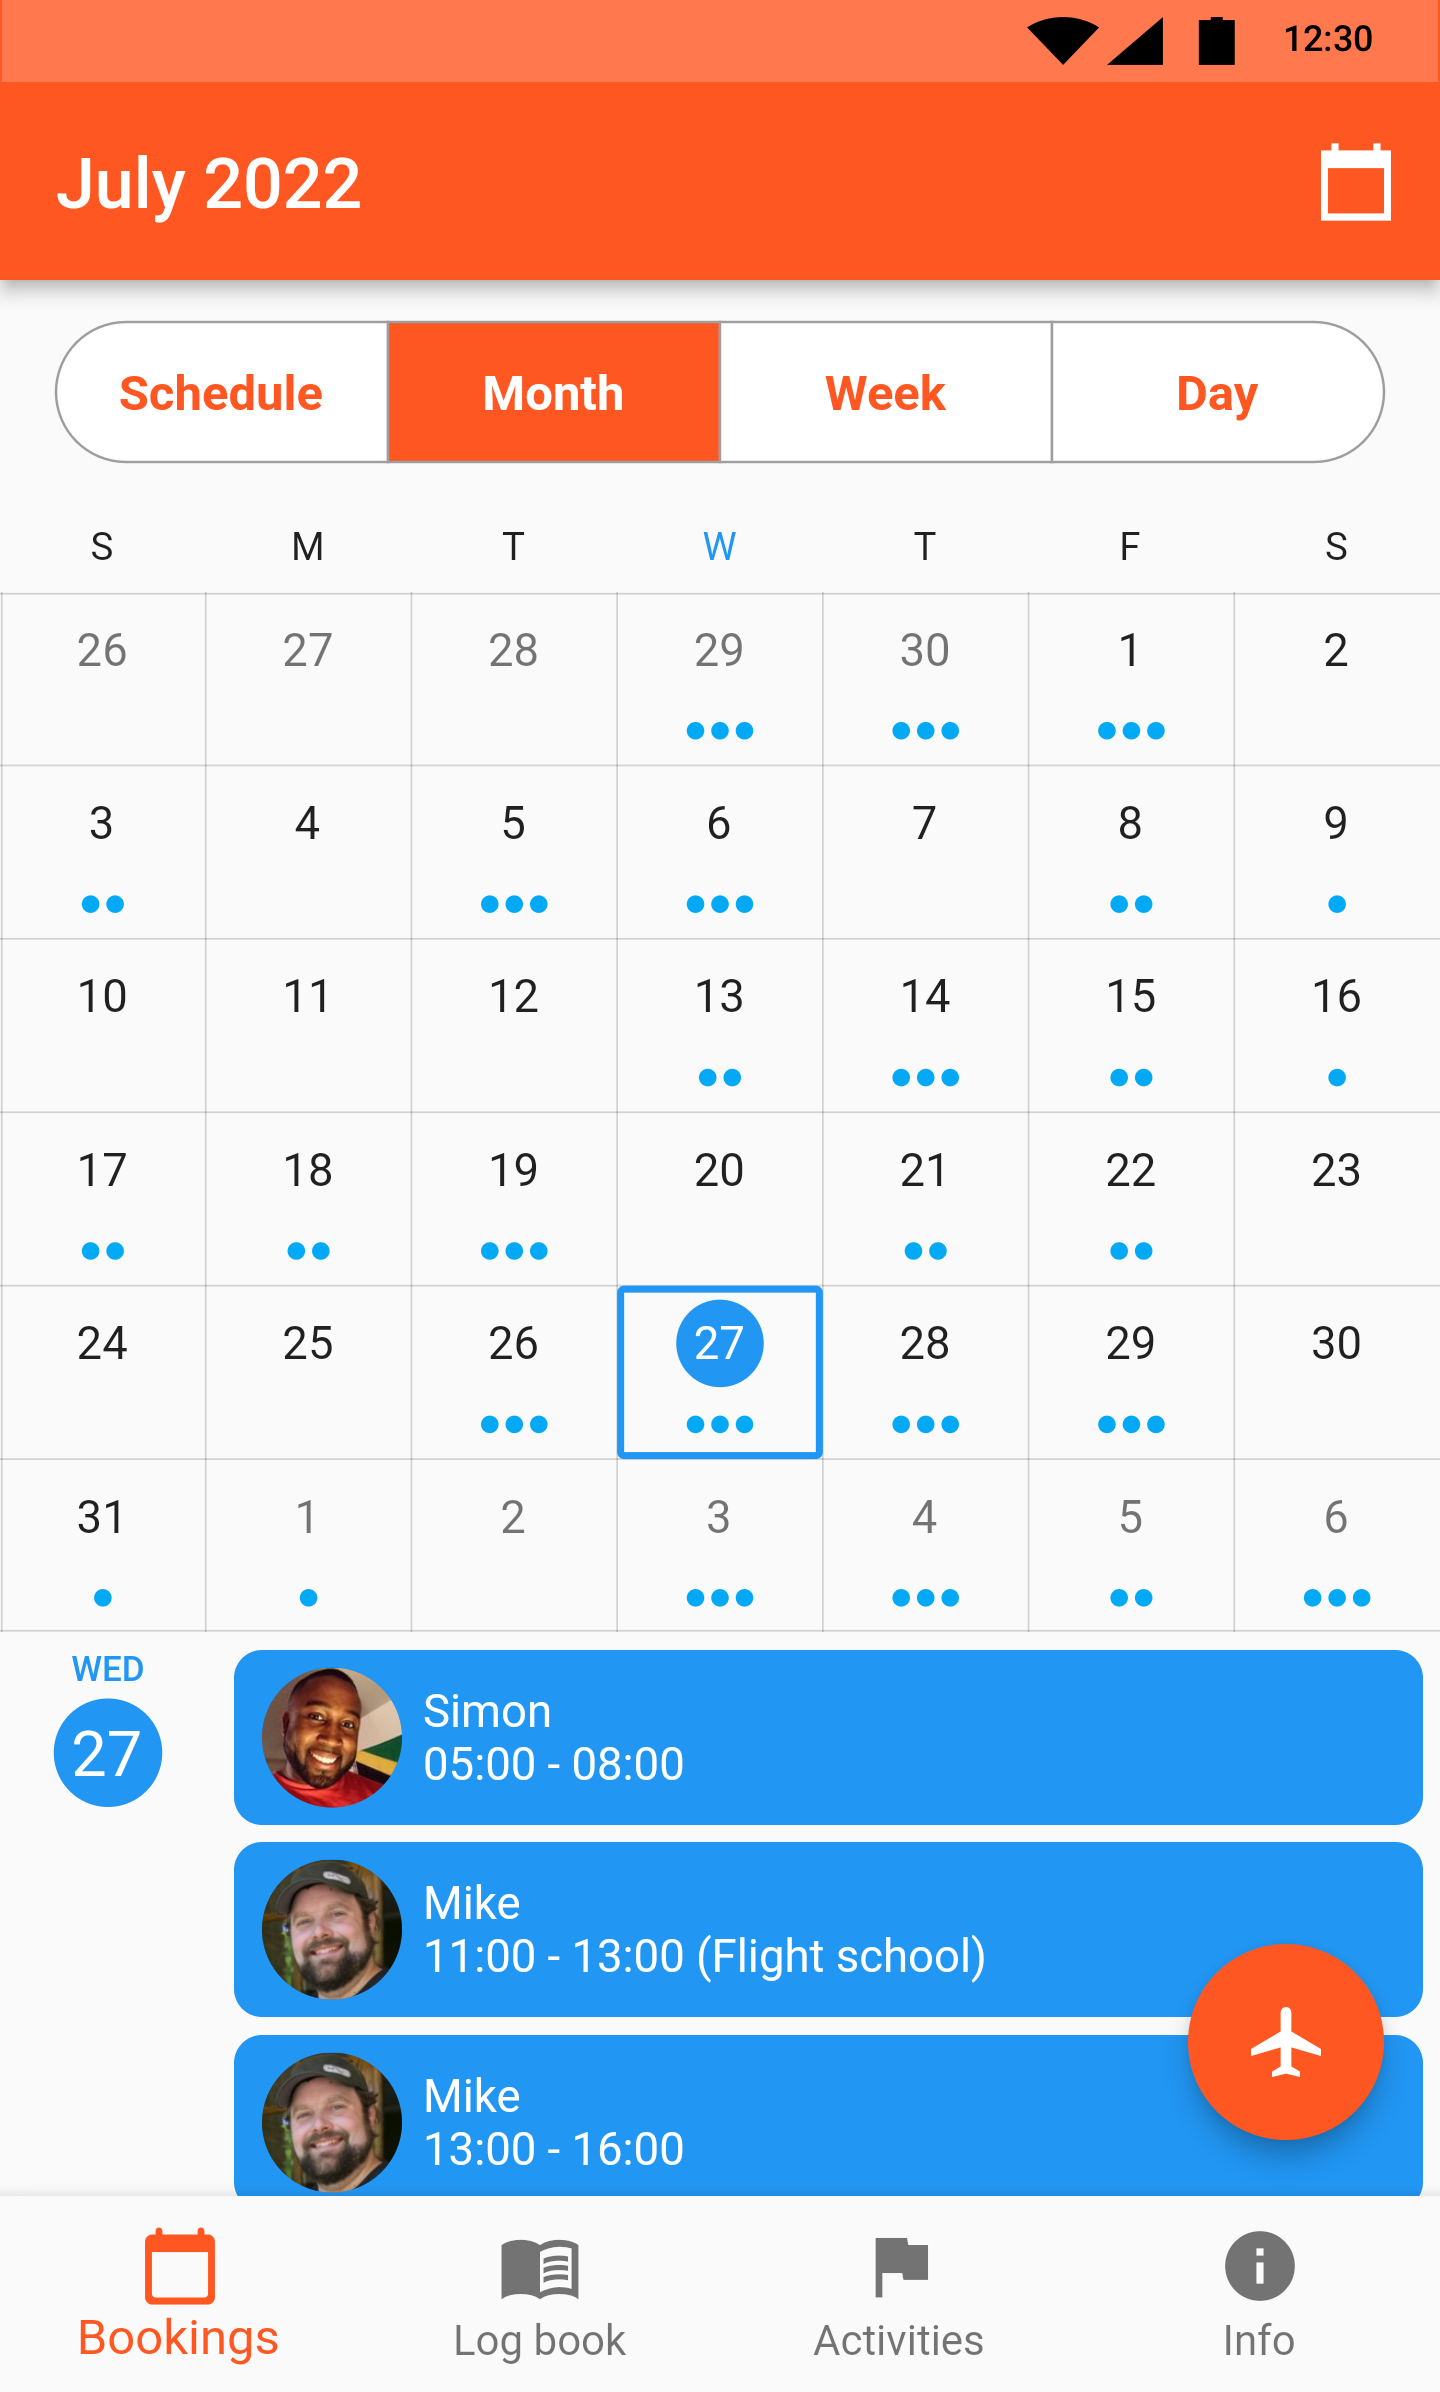 12:30
July 2022
Schedule Month Week Day
S M T W T F S
26 27 28 29 30 1 2
3 4 5 6 7 8 9
10 11 12 13 14 15 16
17 18 19 20 21 22 23
24 25 26 27 28 29 30
31 1 2 3 4 5 6
WED
27
Simon
05:00 - 08:00
Mike
11:00 - 13:00 (Flight school)
Mike
13:00 - 16:00
Bookings Log book Activities Info